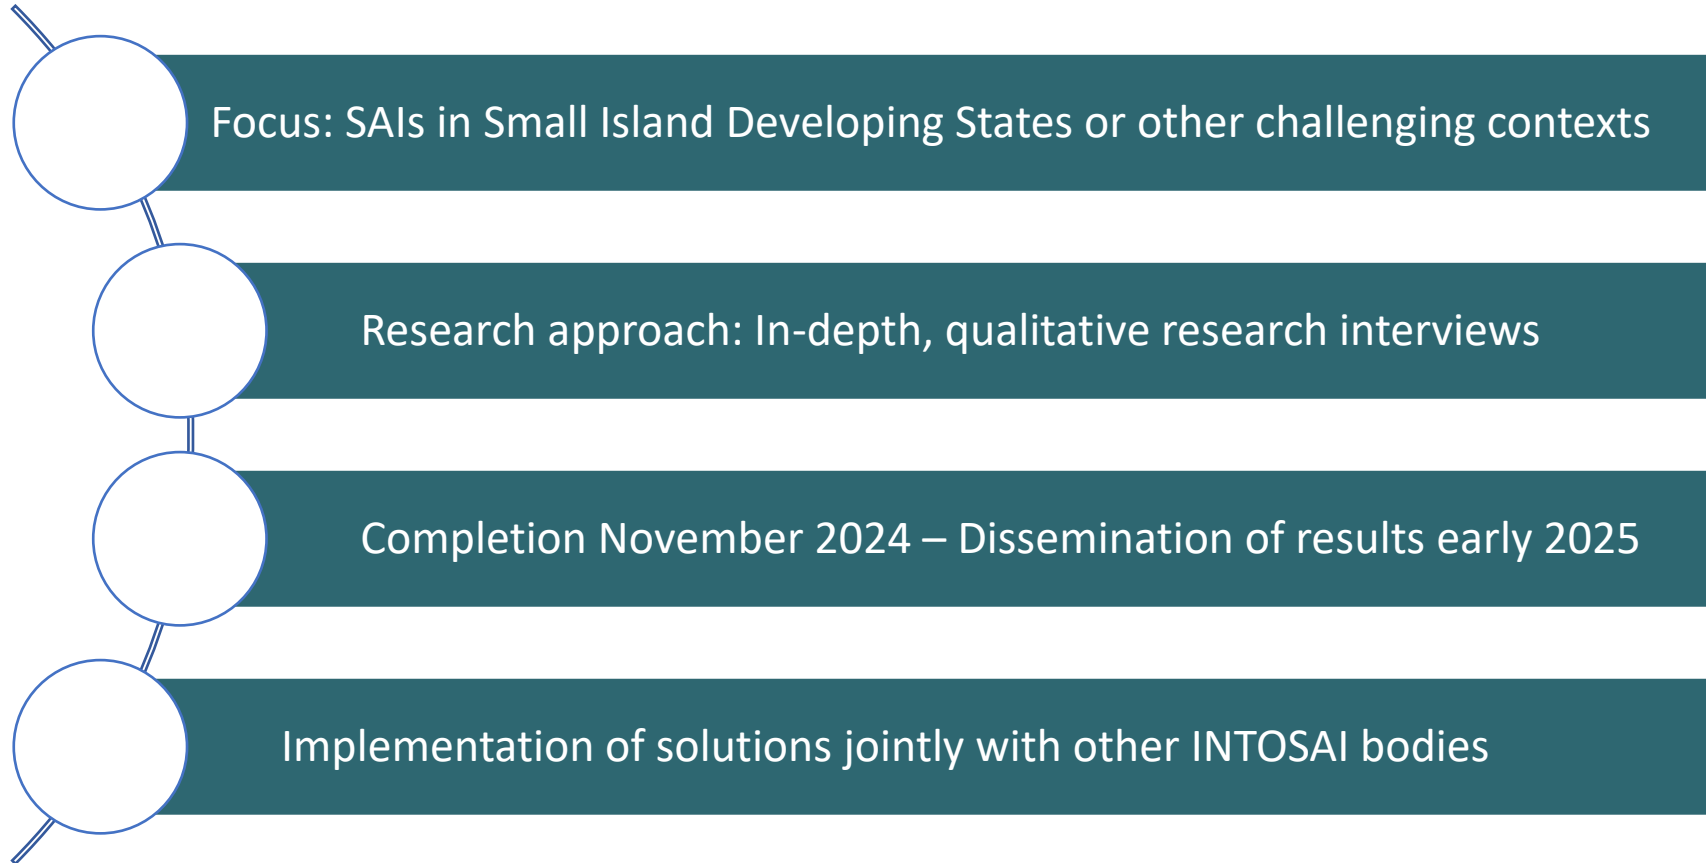 Focus: SAIs in Small Island Developing States or other challenging contexts
Research approach: In-depth, qualitative research interviews
Completion November 2024 – Dissemination of results early 2025
Implementation of solutions jointly with other INTOSAI bodies